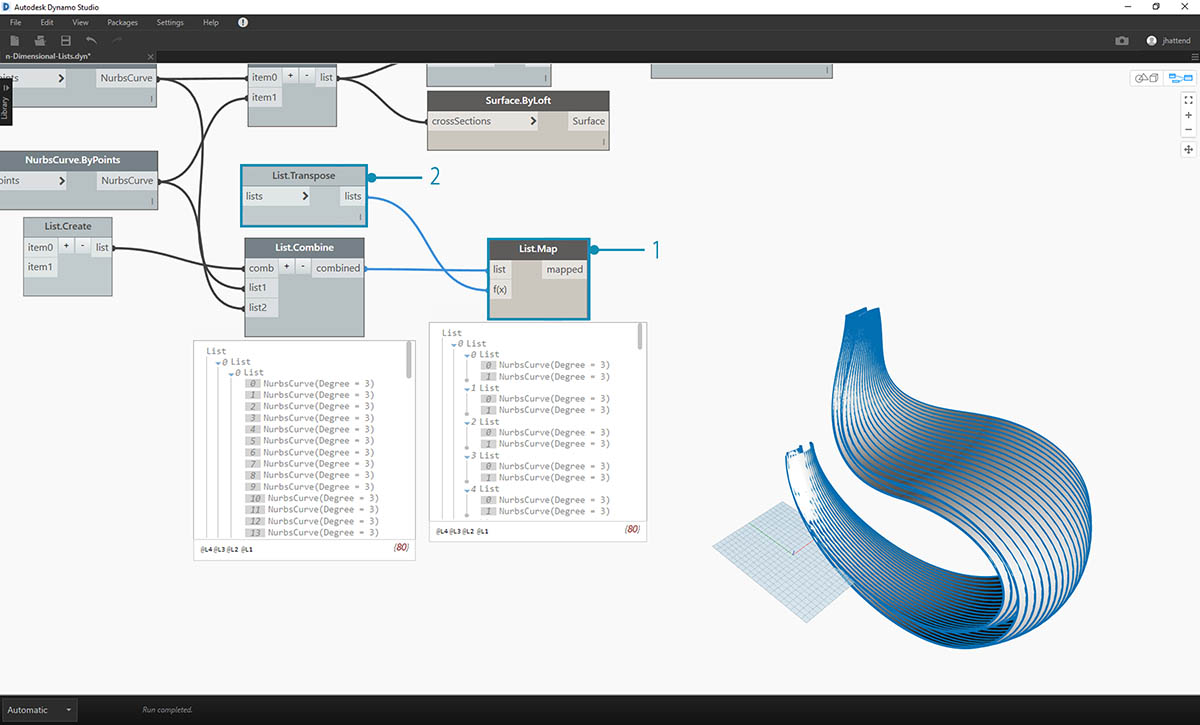 Autodesk Dynamo Studio
File Edit View Packages Settings Help
jhattend
n-Dimensional-Lists.dyn*
Library
NurbsCurve
item0 + - list
item1
Surface.ByLoft
crossSections > Surface
NurbsCurve.ByPoints
> NurbsCurve
List.Transpose
lists > lists
2
List.Create
item0 + - list
item1
List.Combine
comb + - combined
list1
list2
List.Map
list mapped
f(x)
1
List
0 List
0 List
0 NurbsCurve(Degree = 3)
1 NurbsCurve(Degree = 3)
2 NurbsCurve(Degree = 3)
3 NurbsCurve(Degree = 3)
4 NurbsCurve(Degree = 3)
5 NurbsCurve(Degree = 3)
6 NurbsCurve(Degree = 3)
7 NurbsCurve(Degree = 3)
8 NurbsCurve(Degree = 3)
9 NurbsCurve(Degree = 3)
10 NurbsCurve(Degree = 3)
11 NurbsCurve(Degree = 3)
12 NurbsCurve(Degree = 3)
13 NurbsCurve(Degree = 3)
@L4 @L3 @L2 @L1 {80}
List
0 List
0 List
0 NurbsCurve(Degree = 3)
1 NurbsCurve(Degree = 3)
1 List
0 NurbsCurve(Degree = 3)
1 NurbsCurve(Degree = 3)
2 List
0 NurbsCurve(Degree = 3)
1 NurbsCurve(Degree = 3)
3 List
0 NurbsCurve(Degree = 3)
1 NurbsCurve(Degree = 3)
4 List
0 NurbsCurve(Degree = 3)
1 NurbsCurve(Degree = 3)
@L4 @L3 @L2 @L1 {80}
Automatic
Run completed.